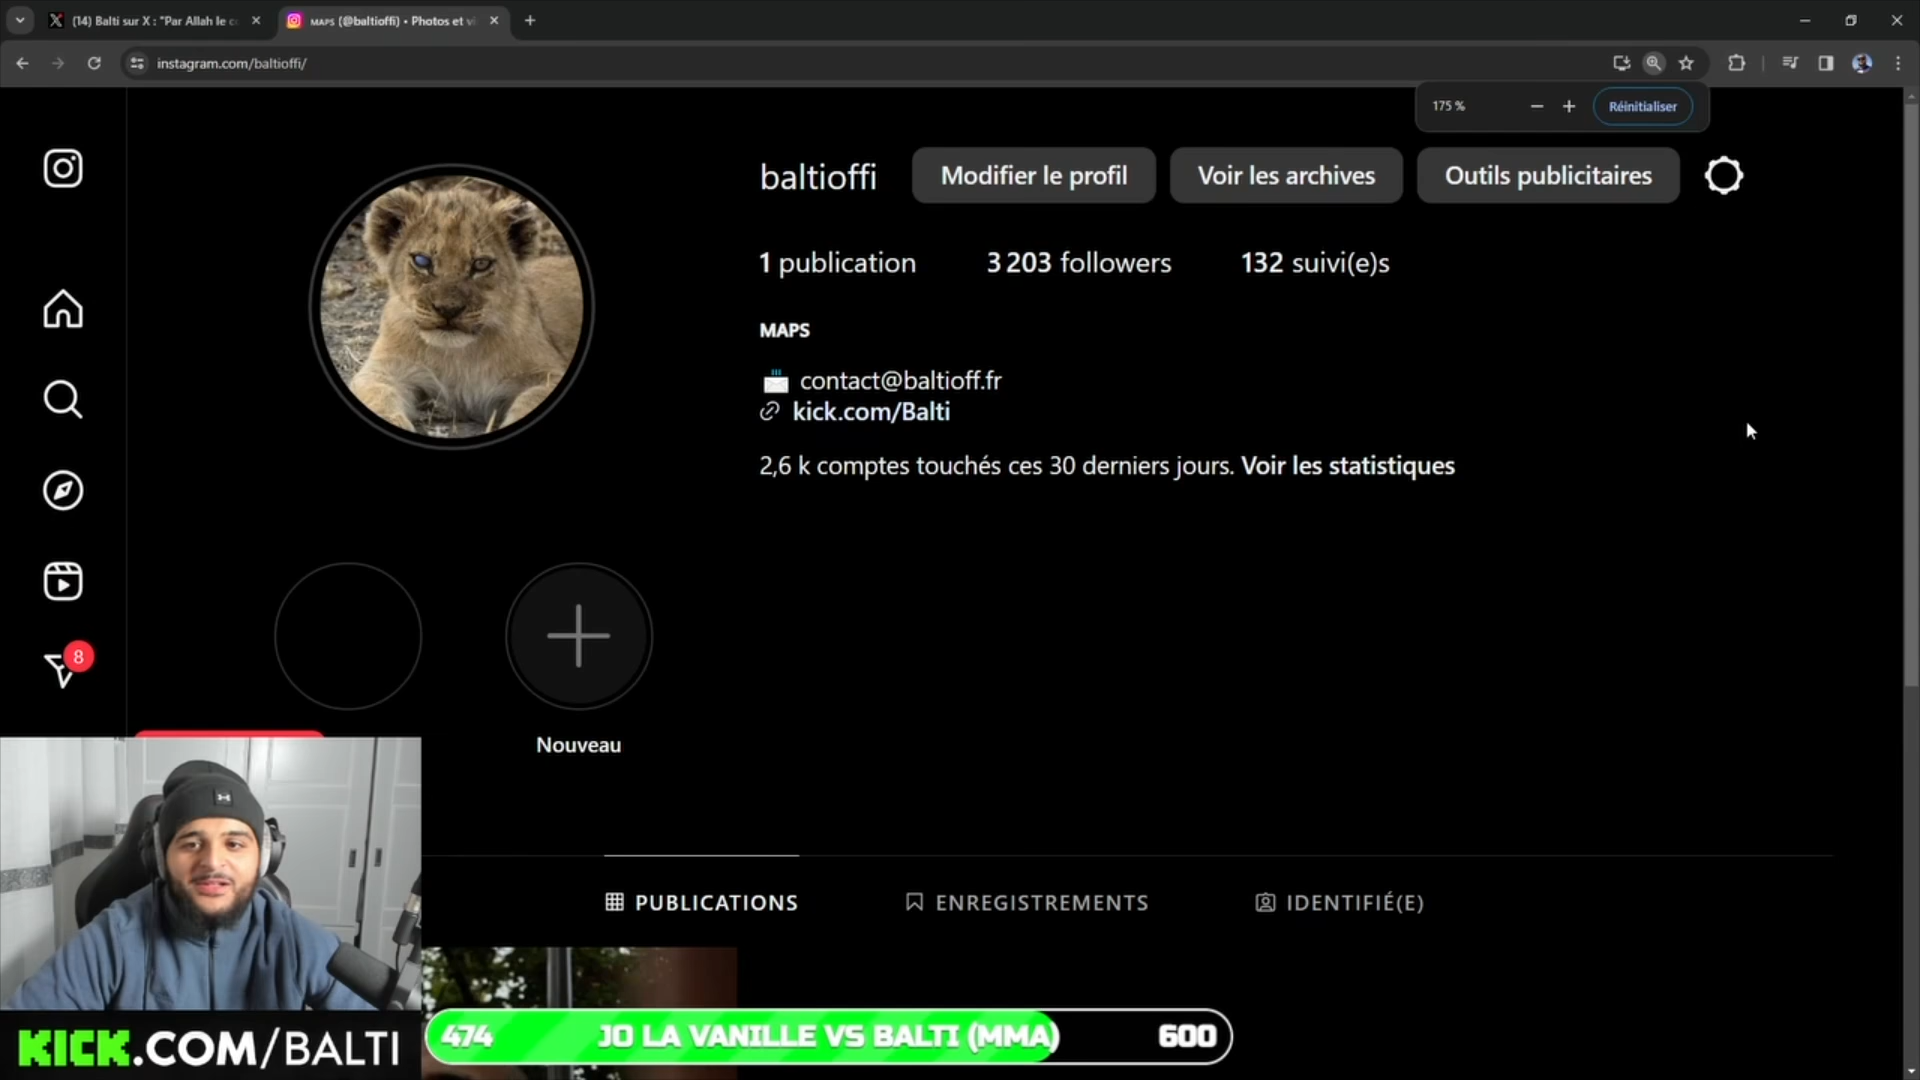 (14) Balti sur X : "Par Allah le c
MAPS (@baltioffi) • Photos et vi
instagram.com/baltioffi/
175 %
Réinitialiser
baltioffi
Modifier le profil
Voir les archives
Outils publicitaires
1 publication
3 203 followers
132 suivi(e)s
MAPS
contact@baltioff.fr
kick.com/Balti
2,6 k comptes touchés ces 30 derniers jours. Voir les statistiques
8
Nouveau
PUBLICATIONS
ENREGISTREMENTS
IDENTIFIÉ(E)
KICK.COM/BALTI
474
JO LA VANILLE VS BALTI (MMA)
600